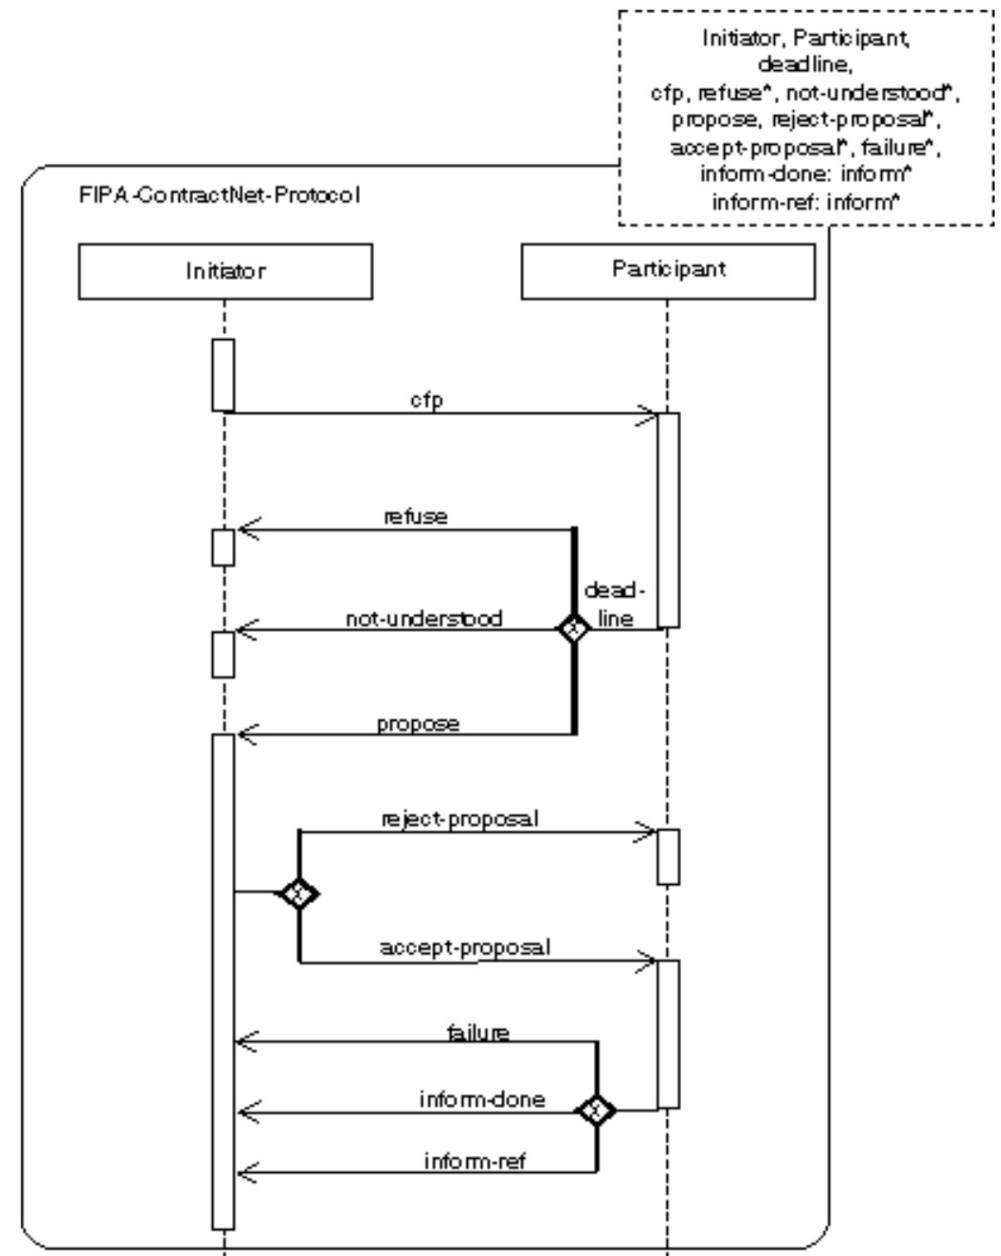 Initiator, Participant,
deadline,
cfp, refuse*, not-understood*,
propose, reject-proposal*,
accept-proposal*, failure*,
inform-done: inform*
inform-ref: inform*
FIPA-ContractNet-Protocol
Initiator
Participant
cfp
refuse
dead-
line
not-understood
x
propose
reject-proposal
x
accept-proposal
failure
inform-done
x
inform-ref